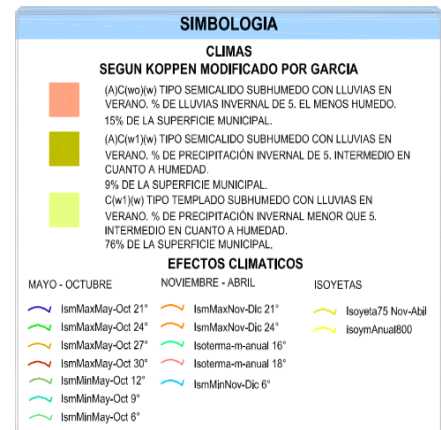 SIMBOLOGIA
CLIMAS
SEGUN KOPPEN MODIFICADO POR GARCIA
(A)C(wo)(w) TIPO SEMICALIDO SUBHUMEDO CON LLUVIAS EN
VERANO. % DE LLUVIAS INVERNAL DE 5. EL MENOS HUMEDO.
15% DE LA SUPERFICIE MUNICIPAL.
(A)C(w1)(w) TIPO SEMICALIDO SUBHUMEDO CON LLUVIAS EN
VERANO. % DE PRECIPITACIÓN INVERNAL DE 5. INTERMEDIO EN
CUANTO A HUMEDAD.
9% DE LA SUPERFICIE MUNICIPAL.
C(w1)(w) TIPO TEMPLADO SUBHUMEDO CON LLUVIAS EN
VERANO. % DE PRECIPITACIÓN INVERNAL MENOR QUE 5.
INTERMEDIO EN CUANTO A HUMEDAD.
76% DE LA SUPERFICIE MUNICIPAL.
EFECTOS CLIMATICOS
MAYO - OCTUBRE
IsmMaxMay-Oct 21°
IsmMaxMay-Oct 24°
IsmMaxMay-Oct 27°
IsmMaxMay-Oct 30°
IsmMinMay-Oct 12°
IsmMinMay-Oct 9°
IsmMinMay-Oct 6°
NOVIEMBRE - ABRIL
IsmMaxNov-Dic 21°
IsmMaxNov-Dic 24°
Isoterma-m-anual 16°
Isoterma-m-anual 18°
IsmMinNov-Dic 6°
ISOYETAS
Isoyeta75 Nov-Abil
isoymAnual800